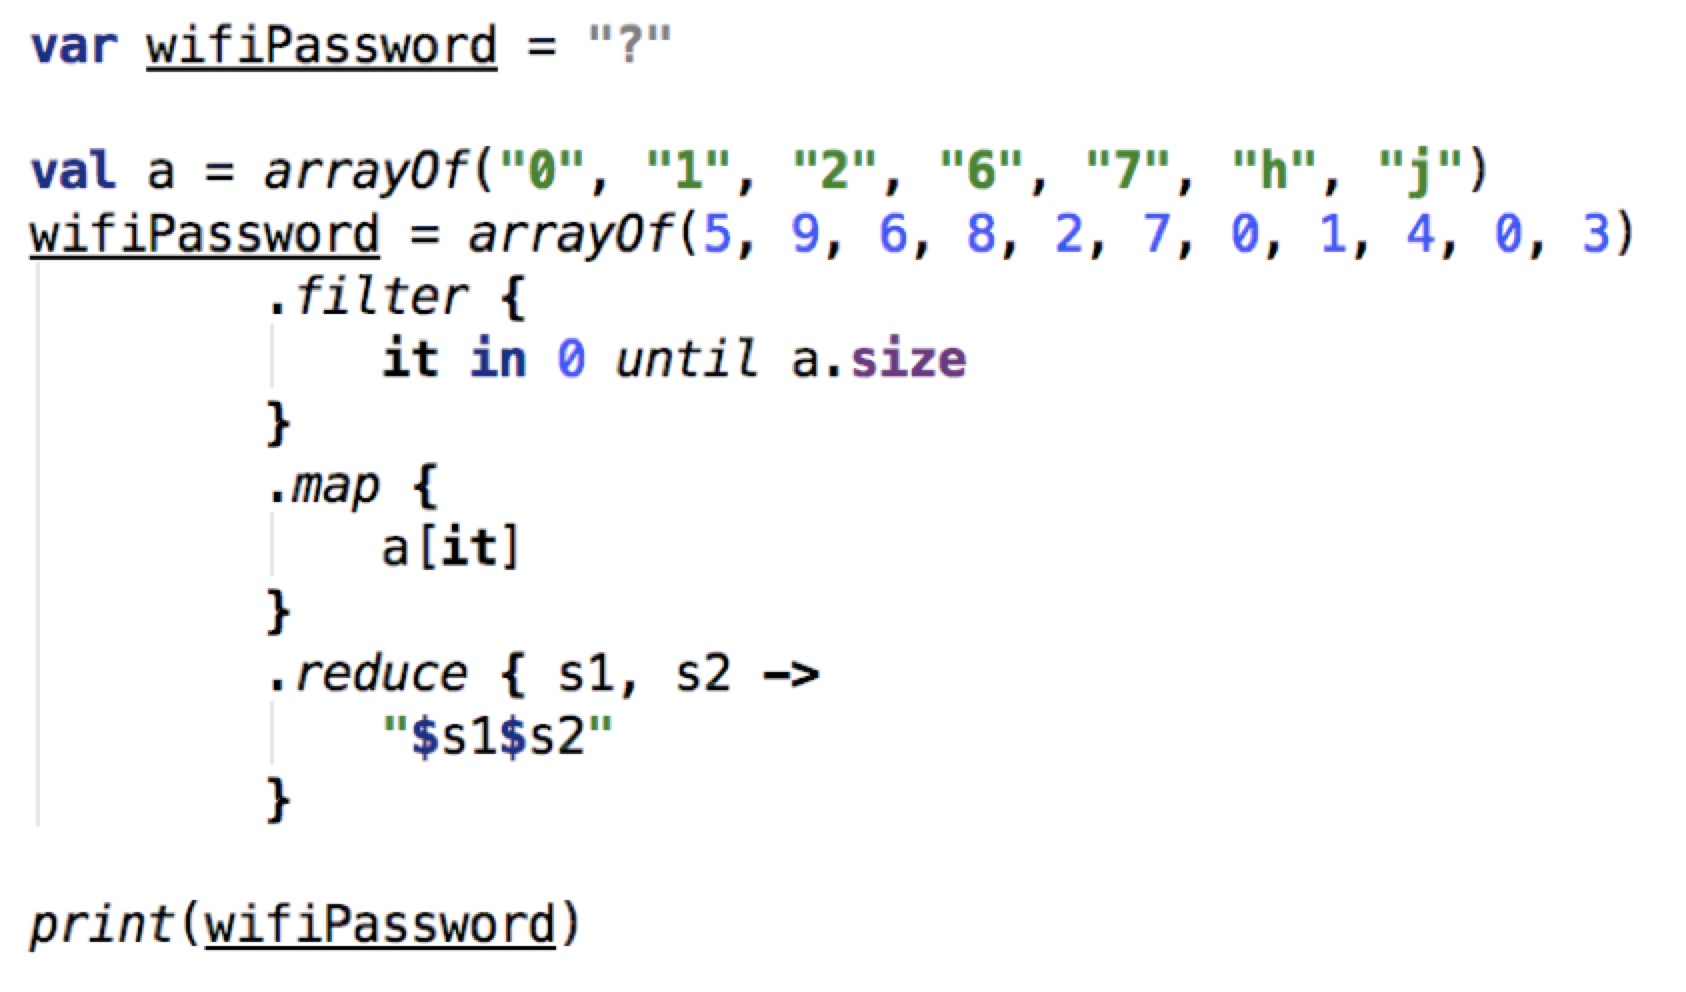 var wifiPassword = "?"
val a = arrayOf("0", "1", "2", "6", "7", "h", "j")
wifiPassword = arrayOf(5, 9, 6, 8, 2, 7, 0, 1, 4, 0, 3)
.filter {
it in 0 until a.size
}
.map {
a[it]
}
.reduce { s1, s2 ->
"$s1$s2"
}
print(wifiPassword)